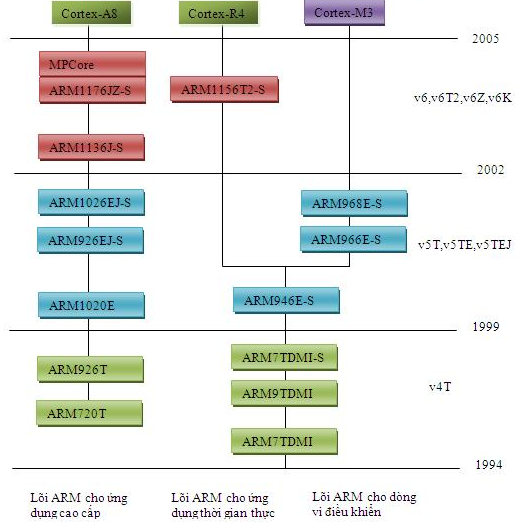 Cortex-A8 Cortex-R4 Cortex-M3
2005
MPCore
ARM1176JZ-S ARM1156T2-S
v6,v6T2,v6Z,v6K
ARM1136J-S
2002
ARM1026EJ-S ARM968E-S
ARM926EJ-S ARM966E-S
v5T,v5TE,v5TEJ
ARM1020E ARM946E-S
1999
ARM926T ARM7TDMI-S
v4T
ARM9TDMI
ARM720T
ARM7TDMI
1994
Lõi ARM cho ứng
dụng cao cấp
Lõi ARM cho ứng
dụng thời gian thực
Lõi ARM cho dòng
vi điều khiển